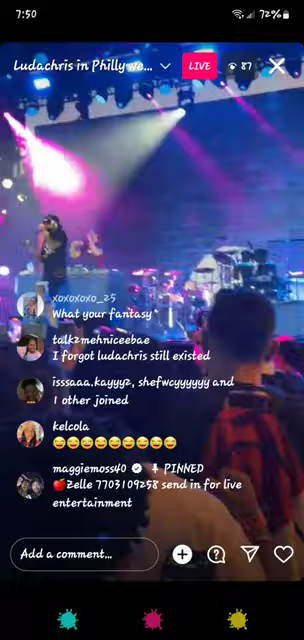 7:50
72%
Ludachris in Philly we...
LIVE
87
xoxoxoxo_25
What your fantasy
talk2mehniceebae
I forgot ludachris still existed
isssaaa.kayyy2, shefwcyyyyyy and
1 other joined
kelcola
😂😂😂😂😂😂😂😂😂😂
maggiemoss40 PINNED
🍎Zelle 7703109258 send in for live
entertainment
Add a comment...